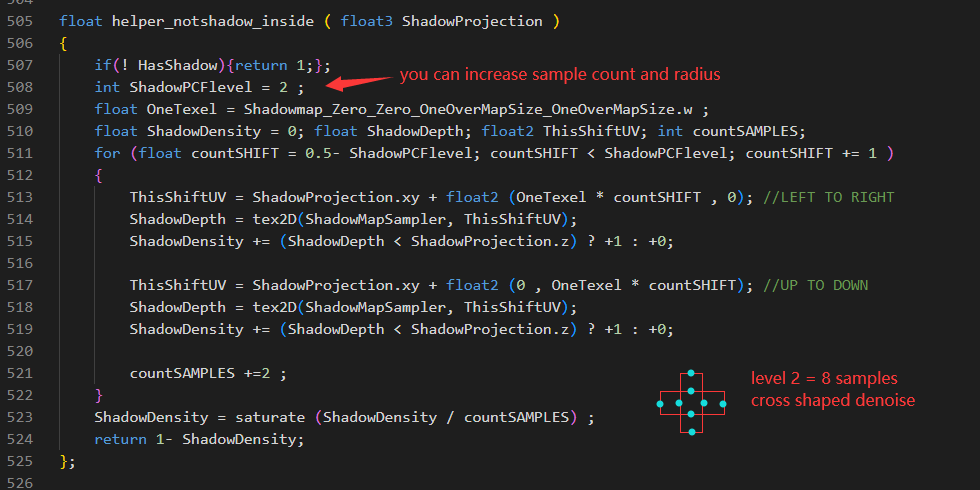 504
505 float helper_notshadow_inside ( float3 ShadowProjection )
506 {
507 if(! HasShadow){return 1;};
you can increase sample count and radius
508 int ShadowPCFlevel = 2 ;
509 float OneTexel = Shadowmap_Zero_Zero_OneOverMapSize_OneOverMapSize.w ;
510 float ShadowDensity = 0; float ShadowDepth; float2 ThisShiftUV; int countSAMPLES;
511 for (float countSHIFT = 0.5- ShadowPCFlevel; countSHIFT < ShadowPCFlevel; countSHIFT += 1 )
512 {
513 ThisShiftUV = ShadowProjection.xy + float2 (OneTexel * countSHIFT , 0); //LEFT TO RIGHT
514 ShadowDepth = tex2D(ShadowMapSampler, ThisShiftUV);
515 ShadowDensity += (ShadowDepth < ShadowProjection.z) ? +1 : +0;
516
517 ThisShiftUV = ShadowProjection.xy + float2 (0 , OneTexel * countSHIFT); //UP TO DOWN
518 ShadowDepth = tex2D(ShadowMapSampler, ThisShiftUV);
519 ShadowDensity += (ShadowDepth < ShadowProjection.z) ? +1 : +0;
520
521 countSAMPLES +=2 ;
level 2 = 8 samples
522 }
cross shaped denoise
523 ShadowDensity = saturate (ShadowDensity / countSAMPLES) ;
524 return 1- ShadowDensity;
525 };
526